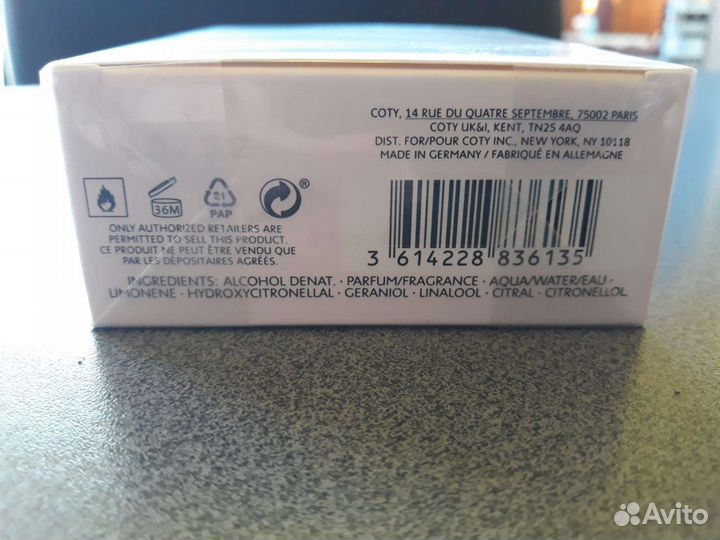 COTY, 14 RUE DU QUATRE SEPTEMBRE, 75002 PARIS
COTY UK&I, KENT, TN25 4AQ
DIST. FOR/POUR COTY INC., NEW YORK, NY 10118
MADE IN GERMANY / FABRIQUÉ EN ALLEMAGNE
36M
21
PAP
®
ONLY AUTHORIZED RETAILERS ARE
PERMITTED TO SELL THIS PRODUCT.
CE PRODUIT NE PEUT ÊTRE VENDU QUE
PAR LES DÉPOSITAIRES AGRÉÉS.
3 614228 836135
INGREDIENTS: ALCOHOL DENAT. · PARFUM/FRAGRANCE · AQUA/WATER/EAU ·
LIMONENE · HYDROXYCITRONELLAL · GERANIOL · LINALOOL · CITRAL · CITRONELLOL
Avito